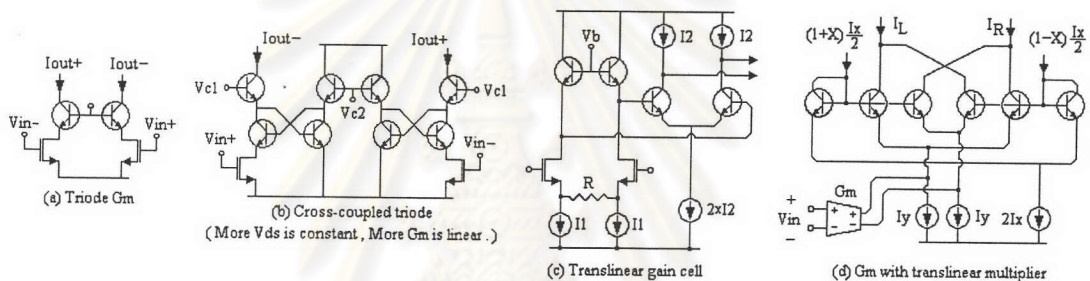 Iout+ Iout−
Vin− Vin+
(a) Triode Gm
Iout− Iout+
Vc1 Vc2 Vc1
Vin+ Vin−
(b) Cross-coupled triode
(More Vds is constant, More Gm is linear.)
Vb I2 I2
R
I1 I1 2xI2
(c) Translinear gain cell
(1+X) Ix/2 IL IR (1−X) Ix/2
Gm
+
Vin
−
+ +
− −
Iy Iy 2Ix
(d) Gm with translinear multiplier